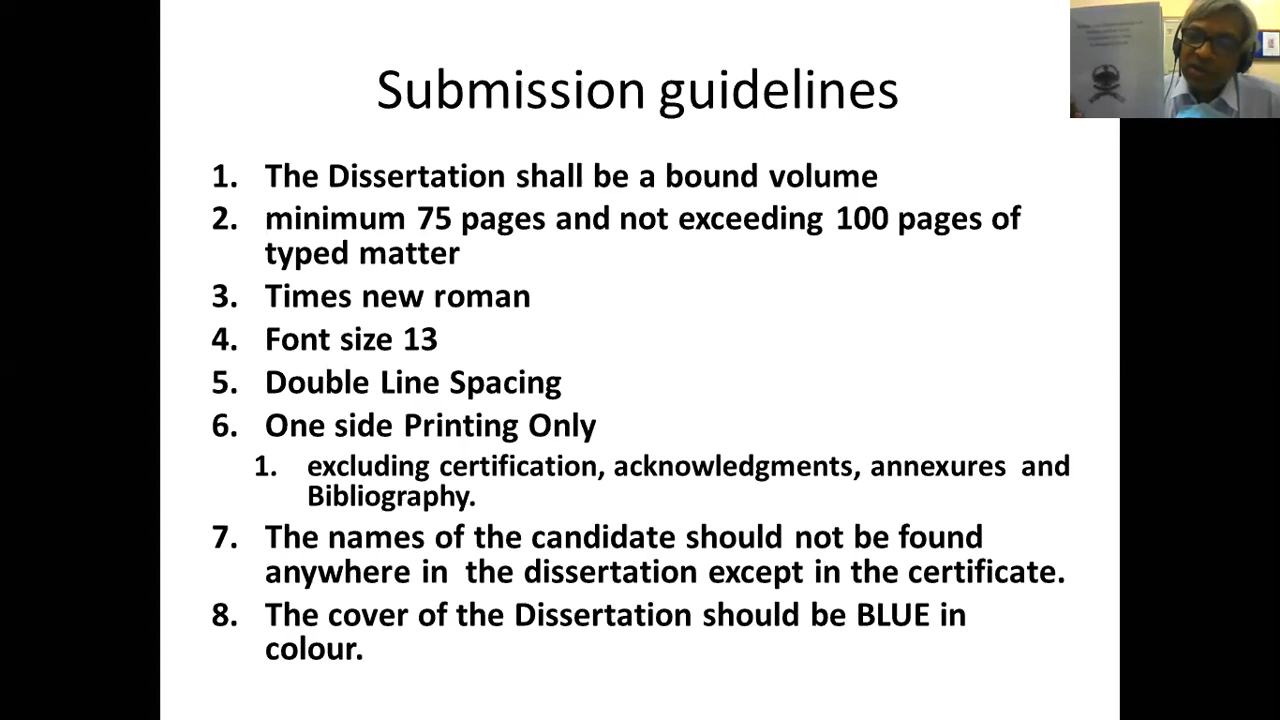 Submission guidelines
1. The Dissertation shall be a bound volume
2. minimum 75 pages and not exceeding 100 pages of
typed matter
3. Times new roman
4. Font size 13
5. Double Line Spacing
6. One side Printing Only
1. excluding certification, acknowledgments, annexures and
Bibliography.
7. The names of the candidate should not be found
anywhere in the dissertation except in the certificate.
8. The cover of the Dissertation should be BLUE in
colour.